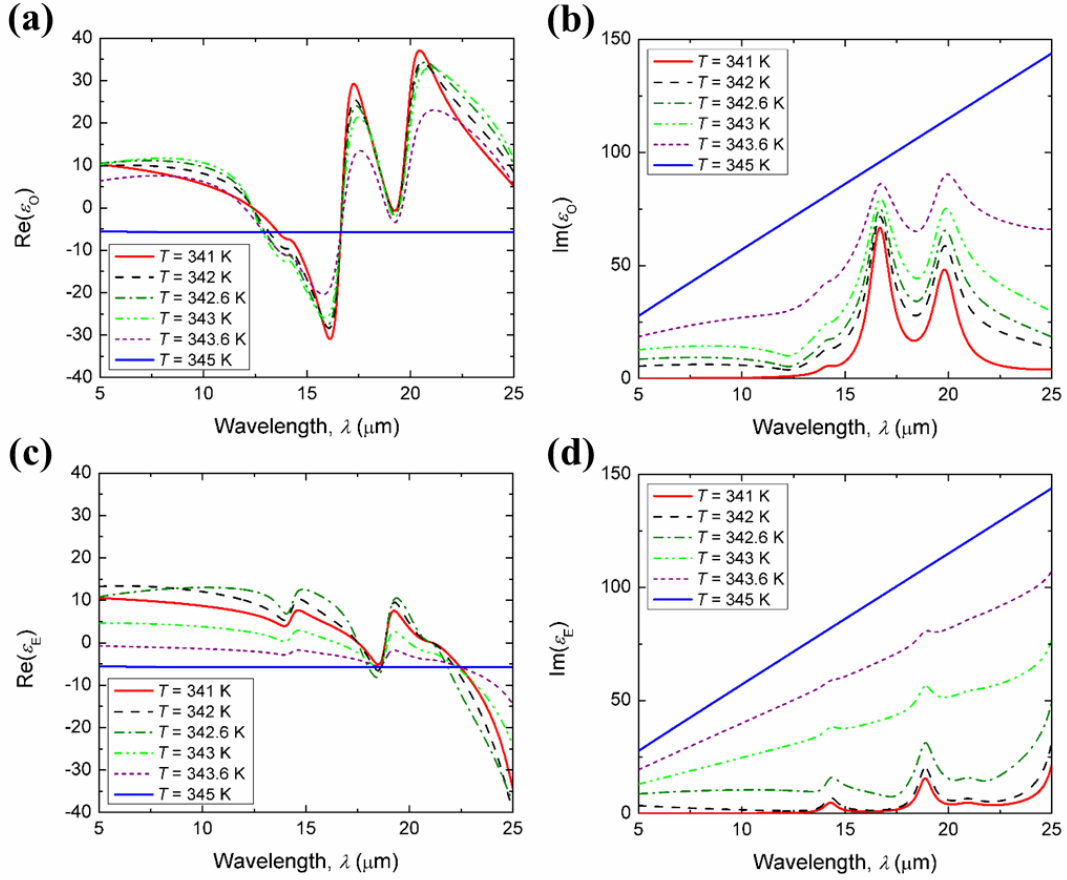 (a)
40
30
20
10
0
-10
-20
-30
-40
Re(εO)
T = 341 K
T = 342 K
T = 342.6 K
T = 343 K
T = 343.6 K
T = 345 K
5 10 15 20 25
Wavelength, λ (μm)
(b)
150
100
50
0
Im(εO)
T = 341 K
T = 342 K
T = 342.6 K
T = 343 K
T = 343.6 K
T = 345 K
5 10 15 20 25
Wavelength, λ (μm)
(c)
40
30
20
10
0
-10
-20
-30
-40
Re(εE)
T = 341 K
T = 342 K
T = 342.6 K
T = 343 K
T = 343.6 K
T = 345 K
5 10 15 20 25
Wavelength, λ (μm)
(d)
150
100
50
0
Im(εE)
T = 341 K
T = 342 K
T = 342.6 K
T = 343 K
T = 343.6 K
T = 345 K
5 10 15 20 25
Wavelength, λ (μm)